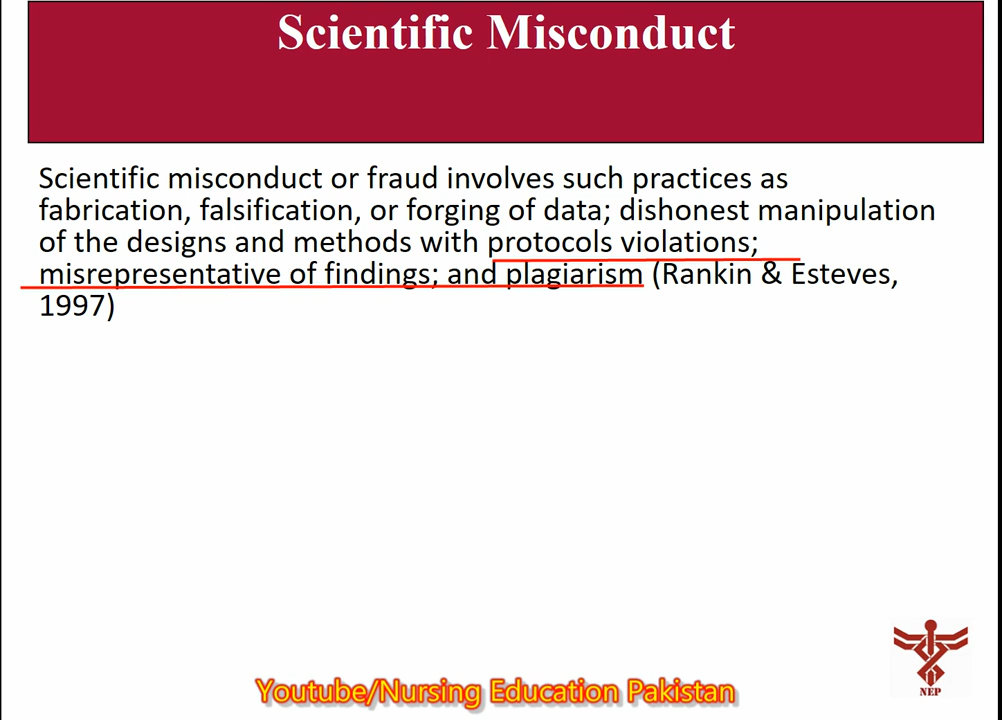 Scientific Misconduct
Scientific misconduct or fraud involves such practices as
fabrication, falsification, or forging of data; dishonest manipulation
of the designs and methods with protocols violations;
misrepresentative of findings; and plagiarism (Rankin & Esteves,
1997)
NEP
Youtube/Nursing Education Pakistan